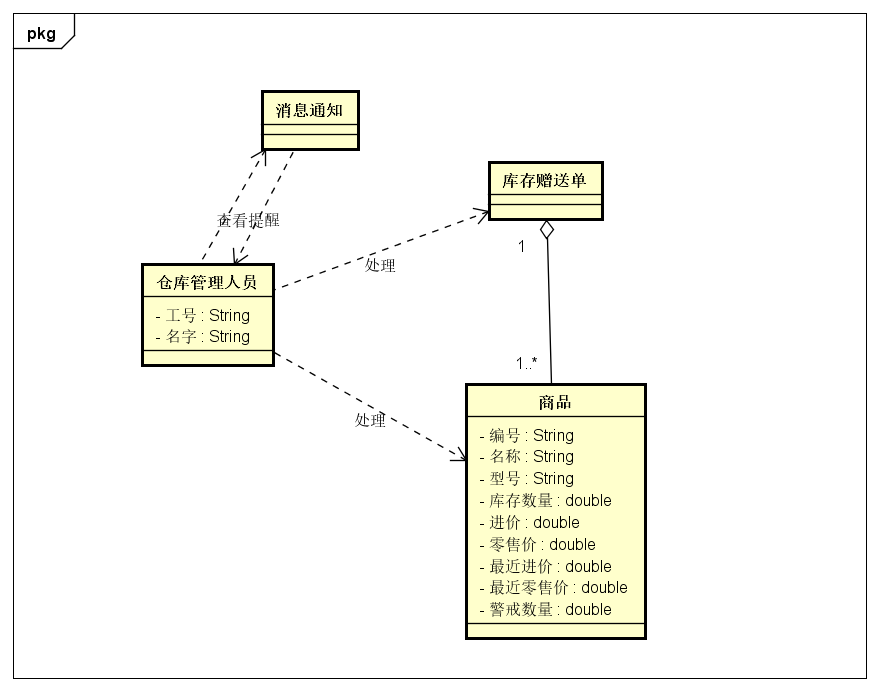 pkg
消息通知
库存赠送单
查看
提醒
1
处理
仓库管理人员
- 工号 : String
- 名字 : String
1..*
处理
商品
- 编号 : String
- 名称 : String
- 型号 : String
- 库存数量 : double
- 进价 : double
- 零售价 : double
- 最近进价 : double
- 最近零售价 : double
- 警戒数量 : double